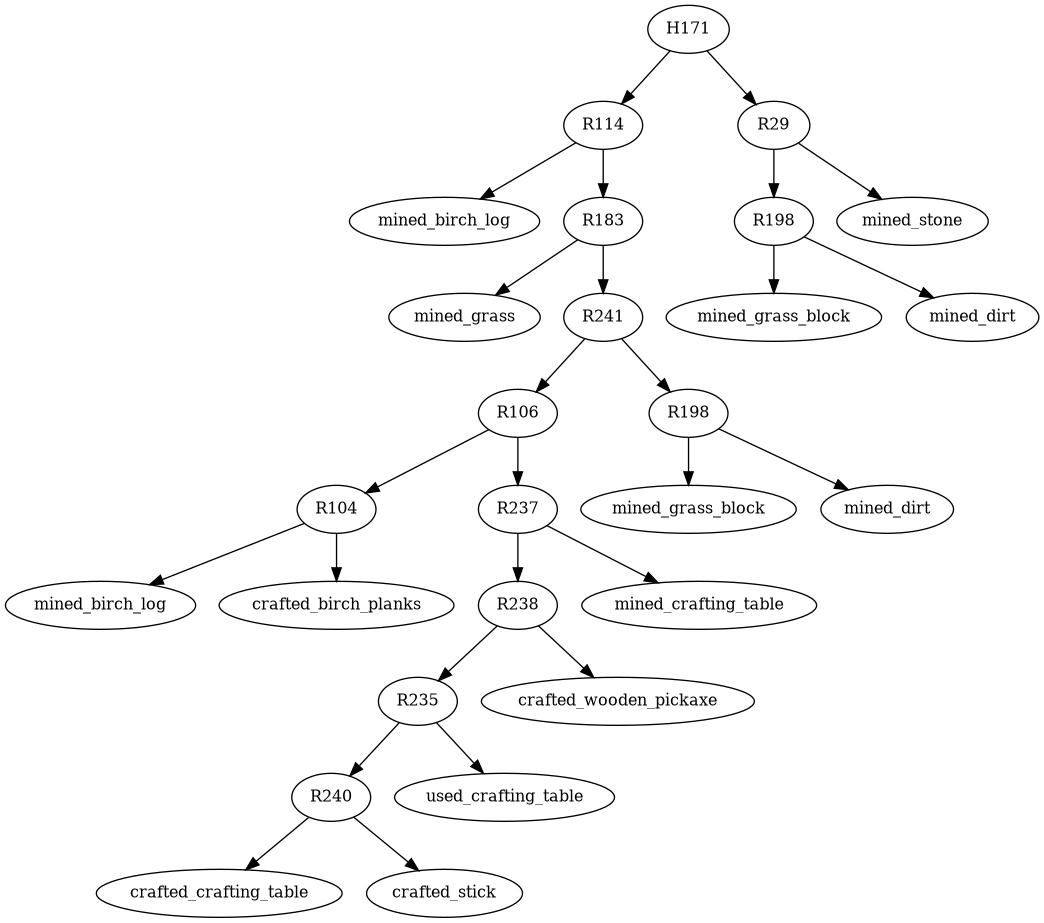 H171
R114
R29
mined_birch_log
R183
R198
mined_stone
mined_grass
R241
mined_grass_block
mined_dirt
R106
R198
R104
R237
mined_grass_block
mined_dirt
mined_birch_log
crafted_birch_planks
R238
mined_crafting_table
R235
crafted_wooden_pickaxe
R240
used_crafting_table
crafted_crafting_table
crafted_stick